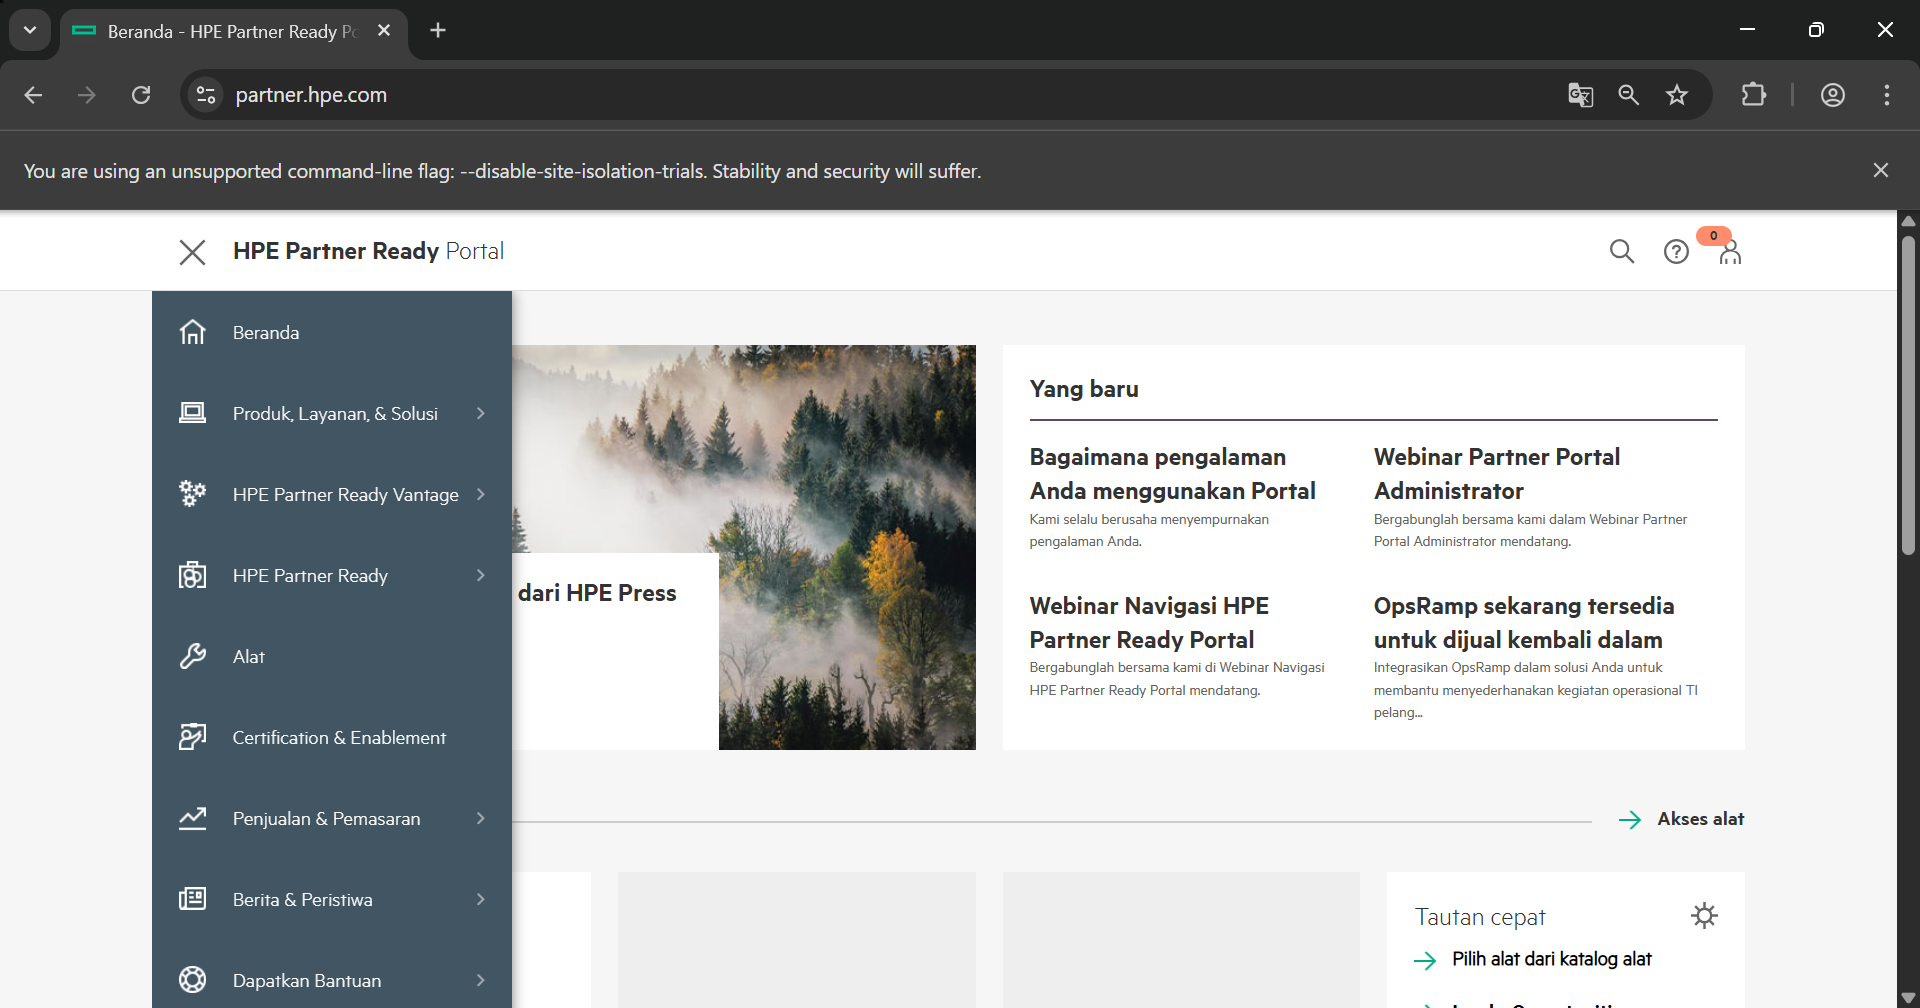 Beranda - HPE Partner Ready Po
partner.hpe.com
You are using an unsupported command-line flag: --disable-site-isolation-trials. Stability and security will suffer.
HPE Partner Ready Portal
0
Beranda
Produk, Layanan, & Solusi
HPE Partner Ready Vantage
HPE Partner Ready
Alat
Certification & Enablement
Penjualan & Pemasaran
Berita & Peristiwa
Dapatkan Bantuan
dari HPE Press
Yang baru
Bagaimana pengalaman
Anda menggunakan Portal
Kami selalu berusaha menyempurnakan
pengalaman Anda.
Webinar Partner Portal
Administrator
Bergabunglah bersama kami dalam Webinar Partner
Portal Administrator mendatang.
Webinar Navigasi HPE
Partner Ready Portal
Bergabunglah bersama kami di Webinar Navigasi
HPE Partner Ready Portal mendatang.
OpsRamp sekarang tersedia
untuk dijual kembali dalam
Integrasikan OpsRamp dalam solusi Anda untuk
membantu menyederhanakan kegiatan operasional TI
pelang...
Akses alat
Tautan cepat
Pilih alat dari katalog alat